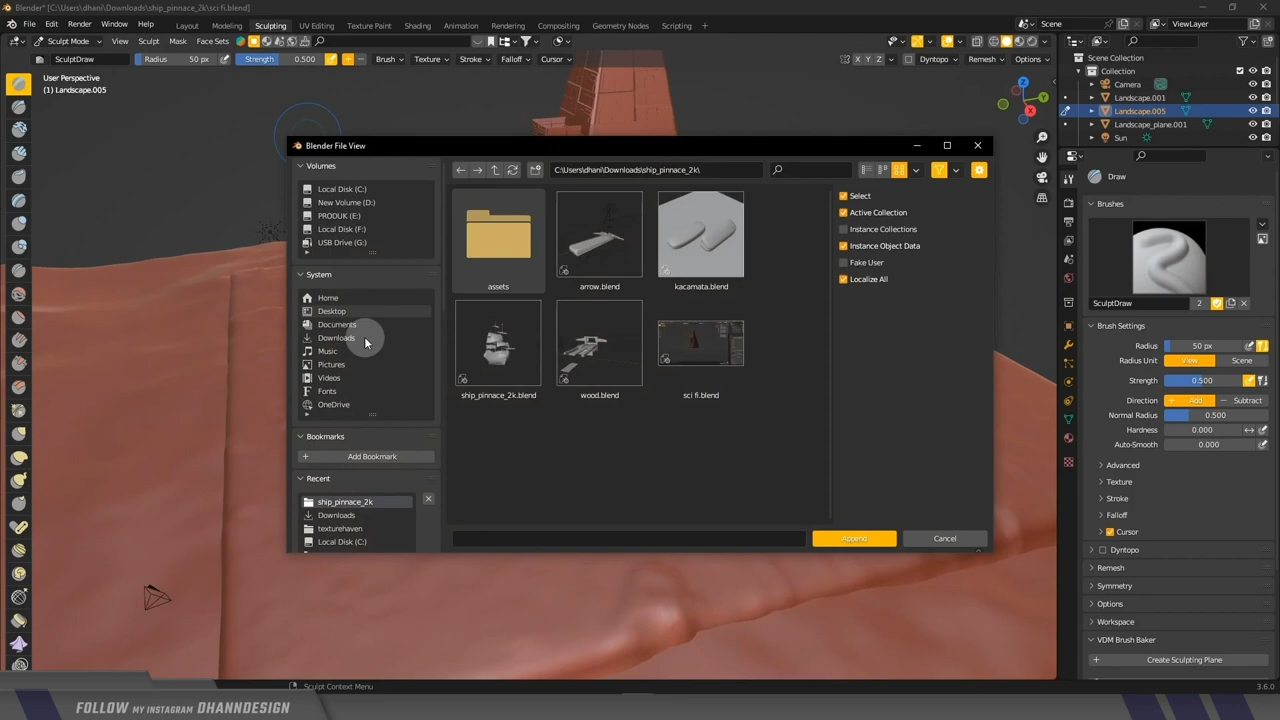 Blender* [C:\Users\dhani\Downloads\ship_pinnace_2k\sci fi.blend]
File Edit Render Window Help Layout Modeling Sculpting UV Editing Texture Paint Shading Animation Rendering Compositing Geometry Nodes Scripting + Scene ViewLayer
Sculpt Mode View Sculpt Mask Face Sets
SculptDraw Radius 50 px Strength 0.500 Brush Texture Stroke Falloff Cursor X Y Z Dyntopo Remesh Options
User Perspective
(1) Landscape.005
Scene Collection
Collection
Camera
Landscape.001
Landscape.005
Landscape_plane.001
Sun
Blender File View
Volumes
Local Disk (C:)
New Volume (D:)
PRODUK (E:)
Local Disk (F:)
USB Drive (G:)
System
Home
Desktop
Documents
Downloads
Music
Pictures
Videos
Fonts
OneDrive
Bookmarks
Add Bookmark
Recent
ship_pinnace_2k
Downloads
texturehaven
Local Disk (C:)
C:\Users\dhani\Downloads\ship_pinnace_2k\
assets
arrow.blend
kacamata.blend
ship_pinnace_2k.blend
wood.blend
sci fi.blend
Select
Active Collection
Instance Collections
Instance Object Data
Fake User
Localize All
Append
Cancel
Draw
Brushes
SculptDraw 2
Brush Settings
Radius 50 px
Radius Unit View Scene
Strength 0.500
Direction + Add − Subtract
Normal Radius 0.500
Hardness 0.000
Auto-Smooth 0.000
Advanced
Texture
Stroke
Falloff
Cursor
Dyntopo
Remesh
Symmetry
Options
Workspace
VDM Brush Baker
Create Sculpting Plane
Sculpt Context Menu
3.6.0
FOLLOW MY INSTAGRAM DHANNDESIGN